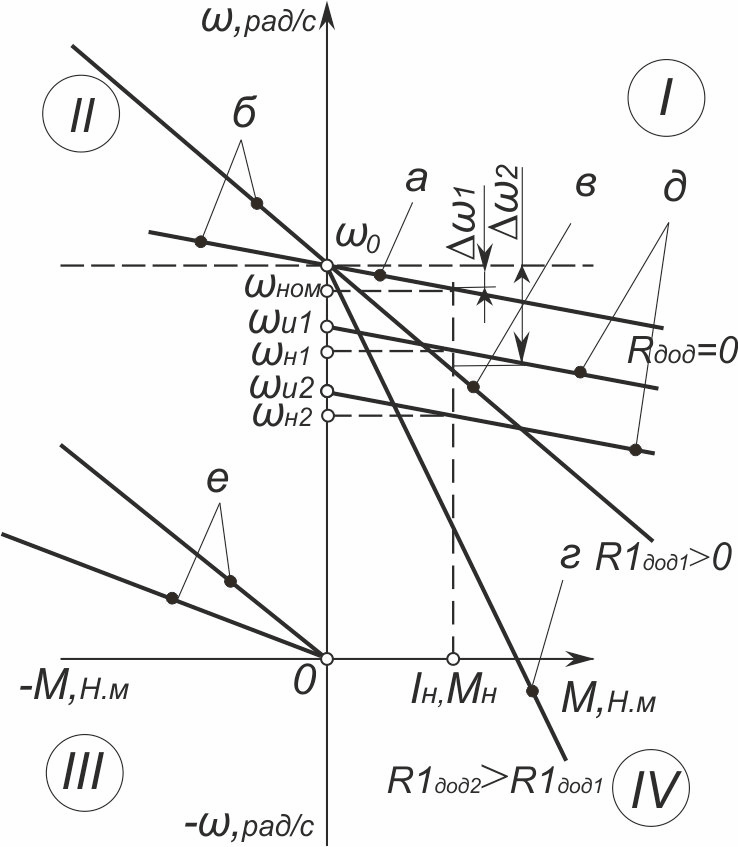 ω,рад/с
II
I
б
а
Δω1
Δω2
в
д
ω0
ωном
ωи1
Rдод=0
ωн1
ωи2
ωн2
е
г R1дод1>0
0
-М,Н.м
Iн,Мн
М,Н.м
III
R1дод2>R1дод1
IV
-ω,рад/с